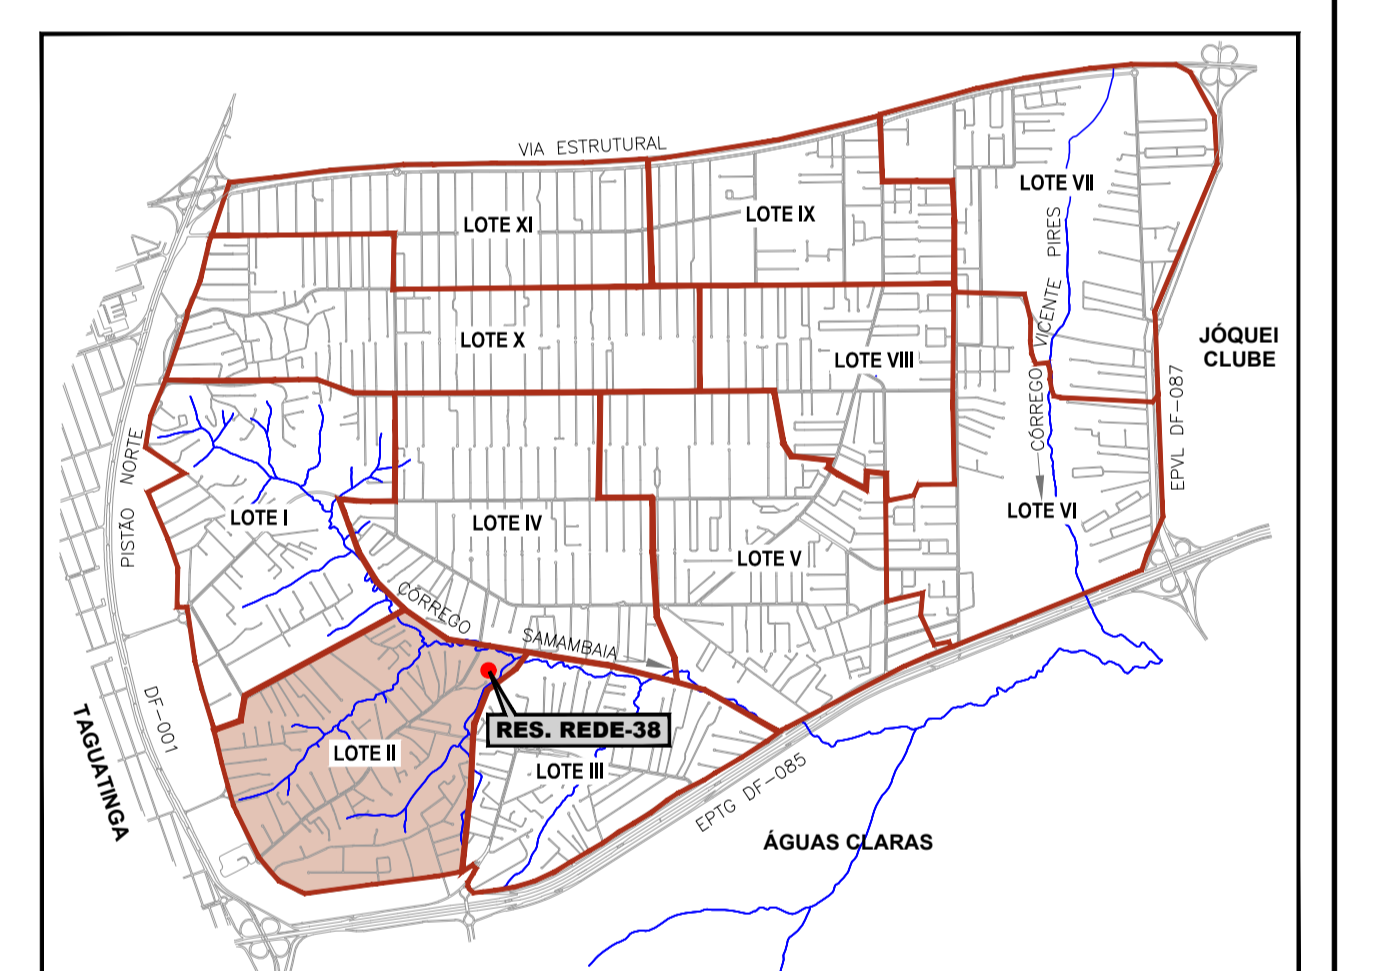 VIA ESTRUTURAL
LOTE VII
LOTE XI
LOTE IX
VICENTE PIRES
JÓQUEI
CLUBE
LOTE X
LOTE VIII
CÓRREGO
EPVL DF-087
PISTÃO NORTE
LOTE I
LOTE IV
LOTE VI
LOTE V
CÓRREGO
SAMAMBAIA
DF-001
TAGUATINGA
RES. REDE-38
LOTE II
LOTE III
EPTG DF-085
ÁGUAS CLARAS